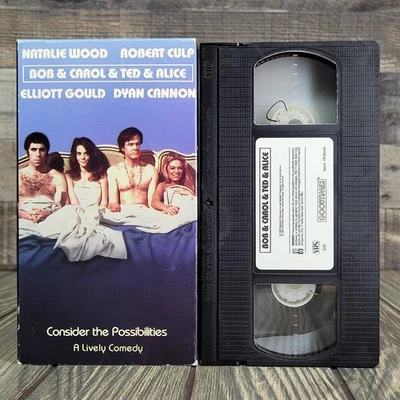 NATALIE WOOD ROBERT CULP
BOB & CAROL & TED & ALICE
ELLIOTT GOULD DYAN CANNON
Consider the Possibilities
A Lively Comedy
VHS
BOB & CAROL & TED & ALICE
GOODTIMES
VHS